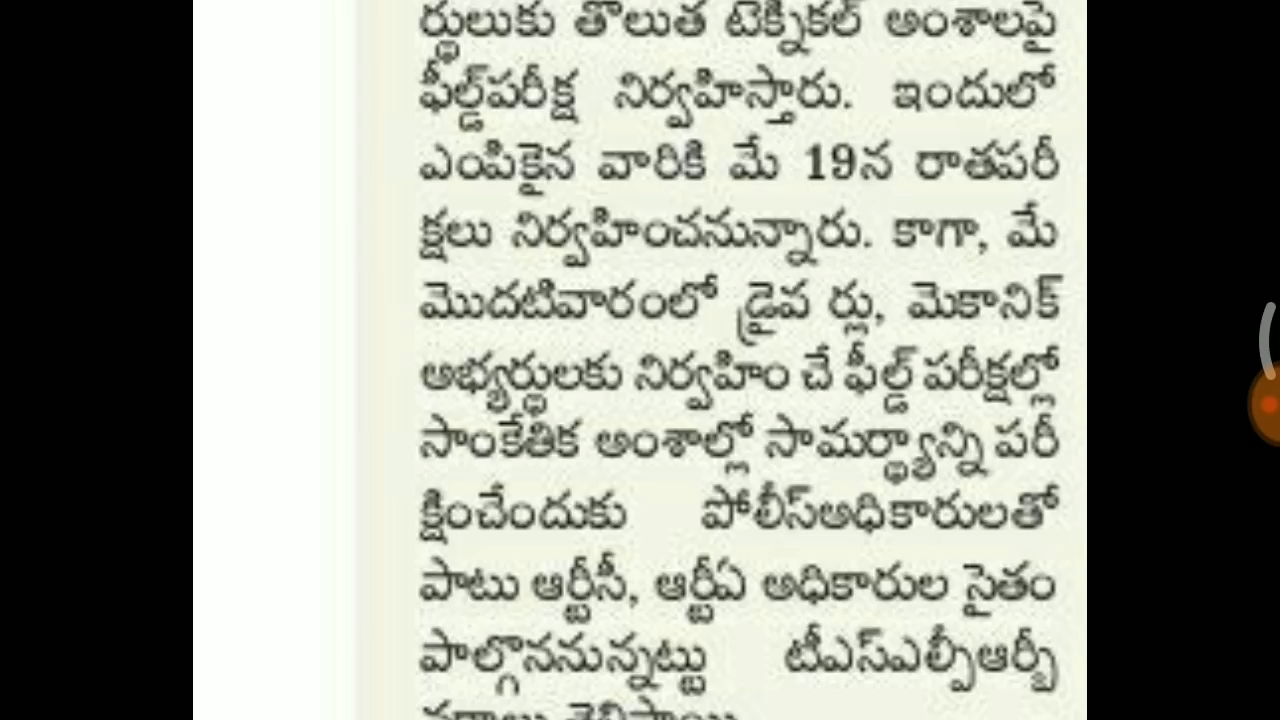 ర్థులుకు తొలుత టెక్నికల్ అంశాలపై
ఫీల్డ్‌పరీక్ష నిర్వహిస్తారు. ఇందులో
ఎంపికైన వారికి మే 19న రాతపరీ
క్షలు నిర్వహించనున్నారు. కాగా, మే
మొదటివారంలో డ్రైవ ర్లు, మెకానిక్
అభ్యర్థులకు నిర్వహిం చే ఫీల్డ్ పరీక్షల్లో
సాంకేతిక అంశాల్లో సామర్థ్యాన్ని పరీ
క్షించేందుకు పోలీస్‌అధికారులతో
పాటు ఆర్టీసీ, ఆర్టీఏ అధికారుల సైతం
పాల్గొననున్నట్టు టీఎస్‌ఎల్పీఆర్బీ